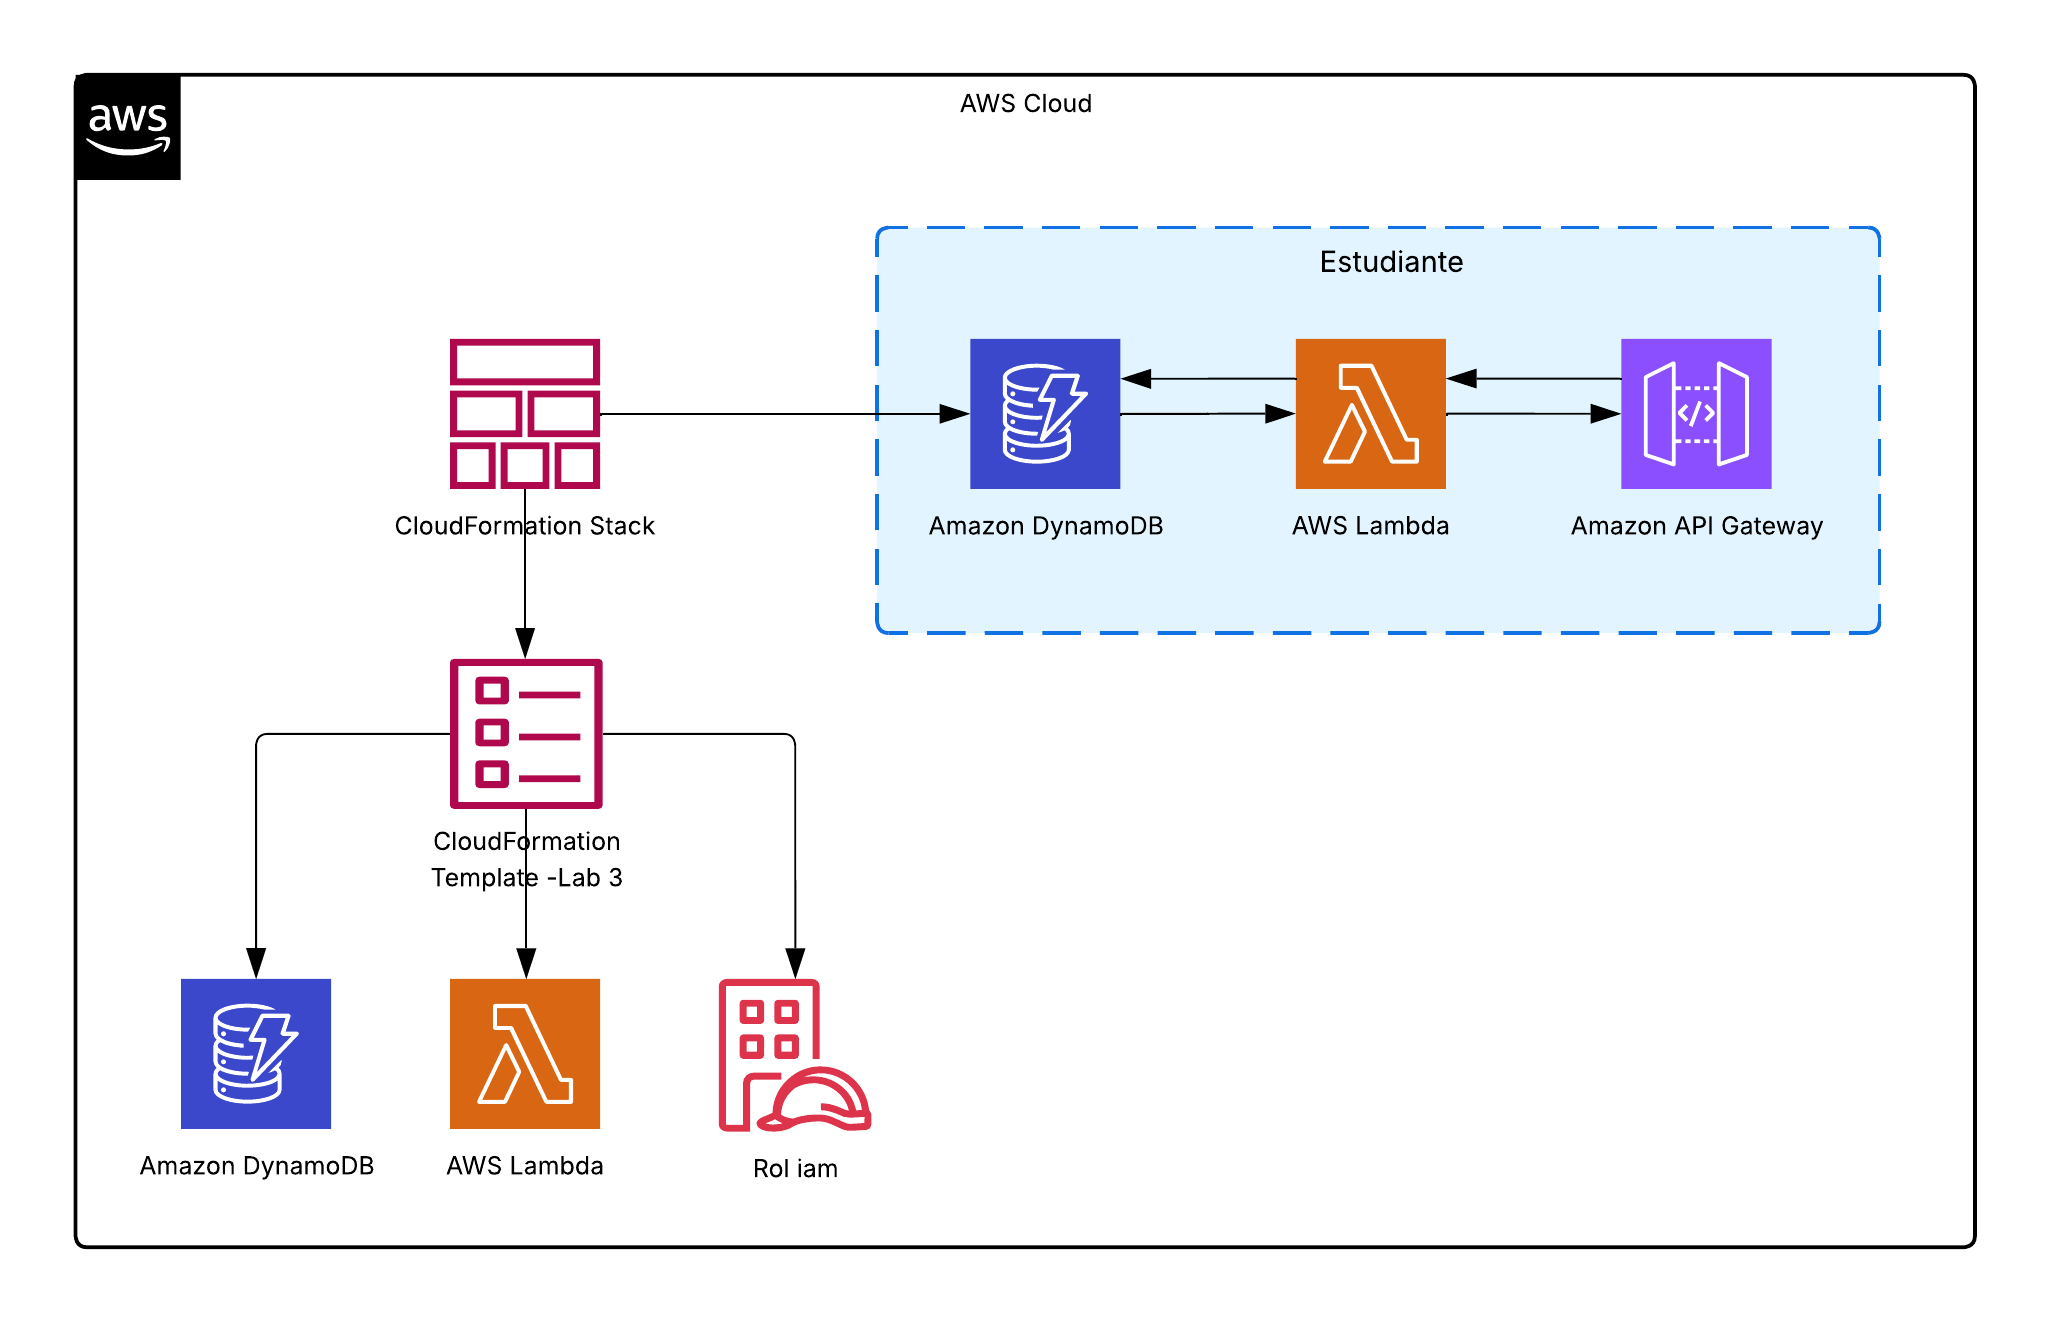 aws
AWS Cloud
Estudiante
CloudFormation Stack
Amazon DynamoDB
AWS Lambda
Amazon API Gateway
CloudFormation
Template -Lab 3
Amazon DynamoDB
AWS Lambda
Rol iam